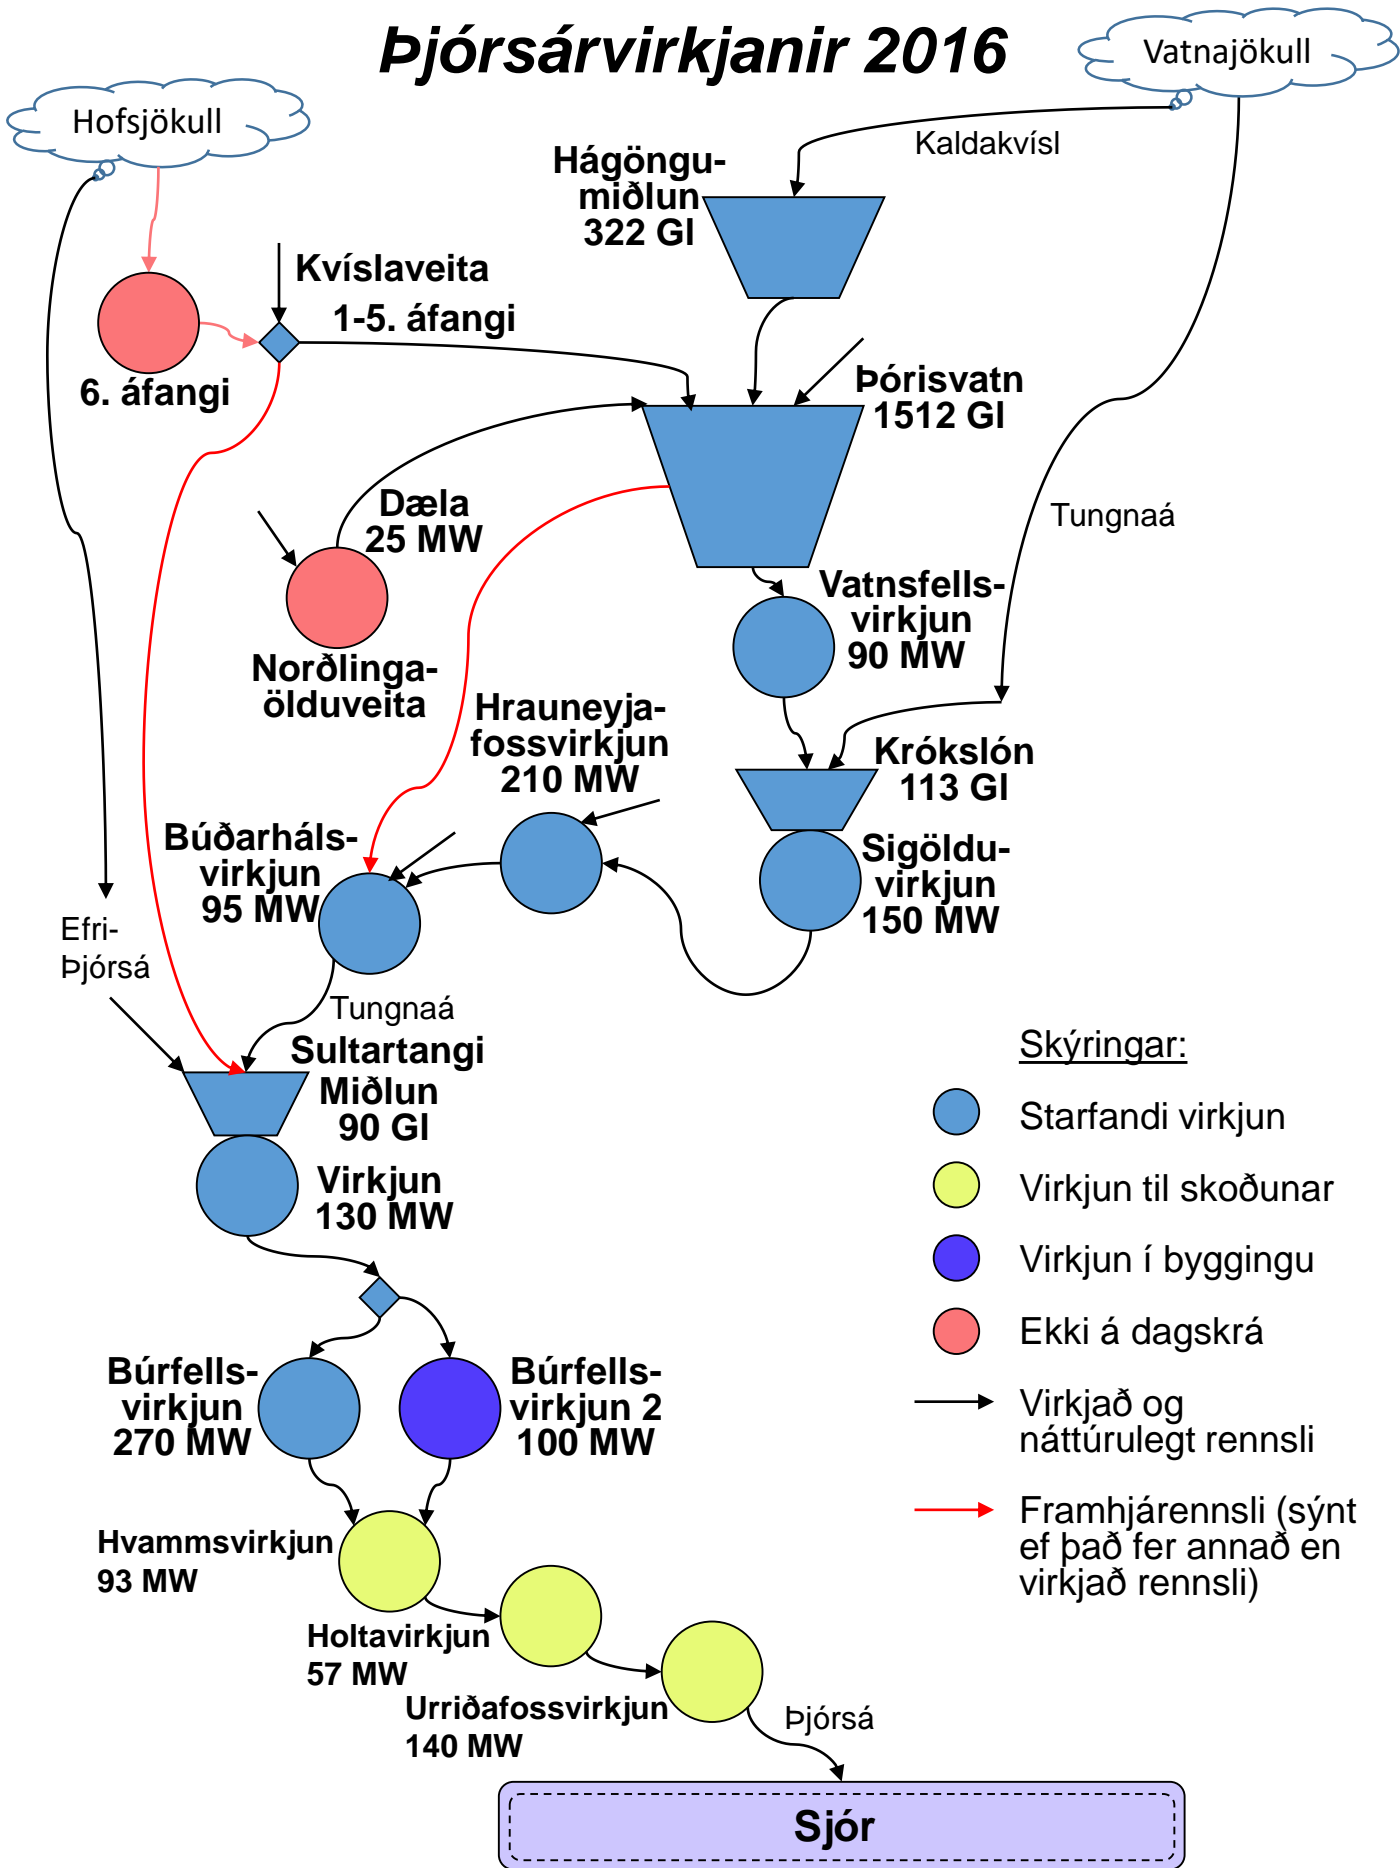 Þjórsárvirkjanir 2016
Vatnajökull
Hofsjökull
Kaldakvísl
Hágöngu-
miðlun
322 Gl
Kvíslaveita
1-5. áfangi
6. áfangi
Þórisvatn
1512 Gl
Dæla
25 MW
Tungnaá
Norðlinga-
ölduveita
Vatnsfells-
virkjun
90 MW
Hrauneyja-
fossvirkjun
210 MW
Krókslón
113 Gl
Búðarháls-
virkjun
95 MW
Sigöldu-
virkjun
150 MW
Efri-
Þjórsá
Tungnaá
Sultartangi
Miðlun
90 Gl
Virkjun
130 MW
Búrfells-
virkjun
270 MW
Búrfells-
virkjun 2
100 MW
Hvammsvirkjun
93 MW
Holtavirkjun
57 MW
Urriðafossvirkjun
140 MW
Þjórsá
Sjór
Skýringar:
Starfandi virkjun
Virkjun til skoðunar
Virkjun í byggingu
Ekki á dagskrá
Virkjað og
náttúrulegt rennsli
Framhjárennsli (sýnt
ef það fer annað en
virkjað rennsli)